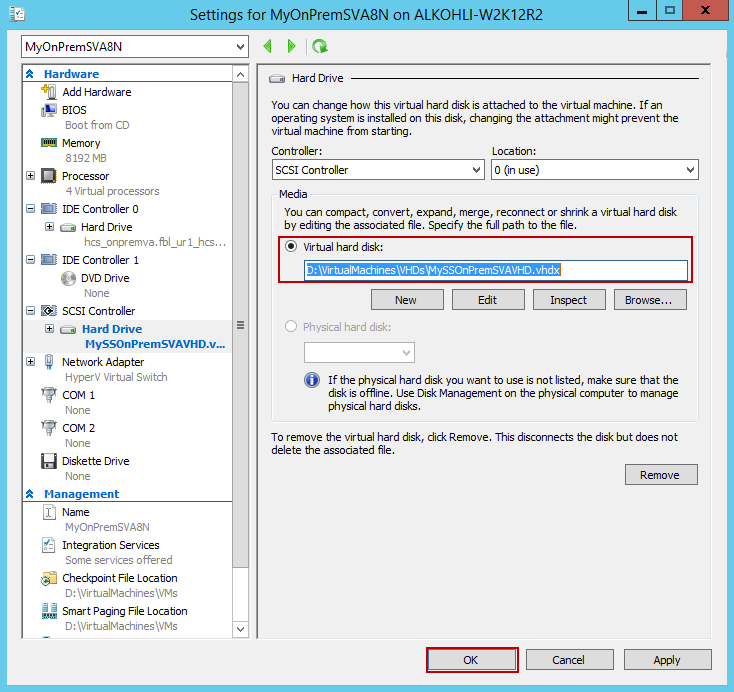 Settings for MyOnPremSVA8N on ALKOHLI-W2K12R2
MyOnPremSVA8N
Hardware
Add Hardware
BIOS
Boot from CD
Memory
8192 MB
Processor
4 Virtual processors
IDE Controller 0
Hard Drive
hcs_onpremva.fbl_ur1_hcs...
IDE Controller 1
DVD Drive
None
SCSI Controller
Hard Drive
MySSOnPremSVAVHD.v...
Network Adapter
HyperV Virtual Switch
COM 1
None
COM 2
None
Diskette Drive
None
Management
Name
MyOnPremSVA8N
Integration Services
Some services offered
Checkpoint File Location
D:\VirtualMachines\VMs
Smart Paging File Location
D:\VirtualMachines\VMs
Hard Drive
You can change how this virtual hard disk is attached to the virtual machine. If an
operating system is installed on this disk, changing the attachment might prevent the
virtual machine from starting.
Controller: Location:
SCSI Controller 0 (in use)
Media
You can compact, convert, expand, merge, reconnect or shrink a virtual hard disk
by editing the associated file. Specify the full path to the file.
Virtual hard disk:
D:\VirtualMachines\VHDs\MySSOnPremSVAVHD.vhdx
New Edit Inspect Browse...
Physical hard disk:
If the physical hard disk you want to use is not listed, make sure that the
disk is offline. Use Disk Management on the physical computer to manage
physical hard disks.
To remove the virtual hard disk, click Remove. This disconnects the disk but does not
delete the associated file.
Remove
OK Cancel Apply